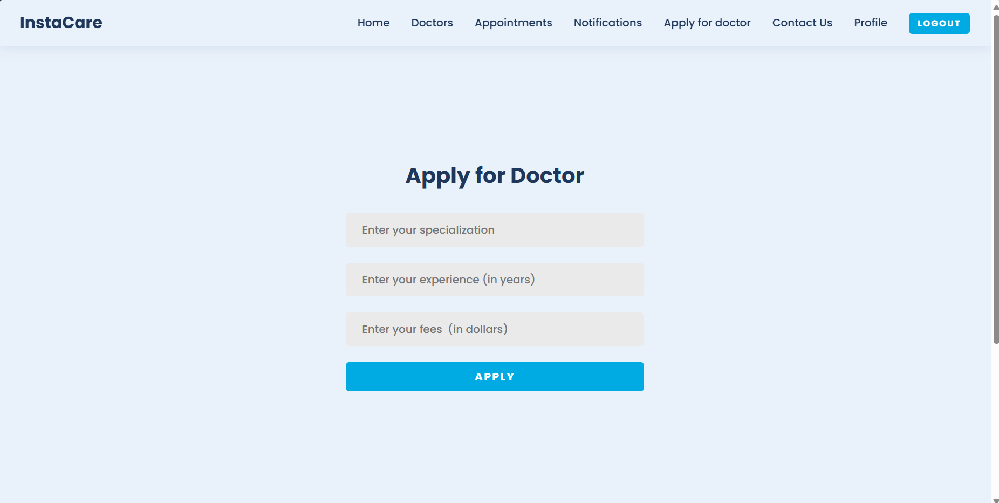 InstaCare Home Doctors Appointments Notifications Apply for doctor Contact Us Profile LOGOUT
Apply for Doctor
Enter your specialization
Enter your experience (in years)
Enter your fees  (in dollars)
APPLY